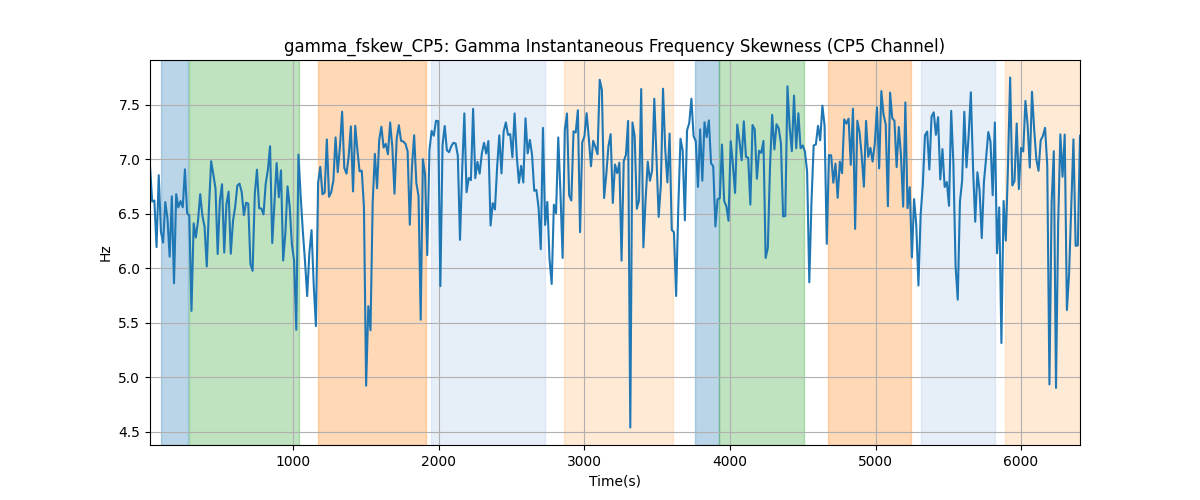 gamma_fskew_CP5: Gamma Instantaneous Frequency Skewness (CP5 Channel)
7.5
7.0
6.5
6.0
5.5
5.0
4.5
Hz
1000 2000 3000 4000 5000 6000
Time(s)